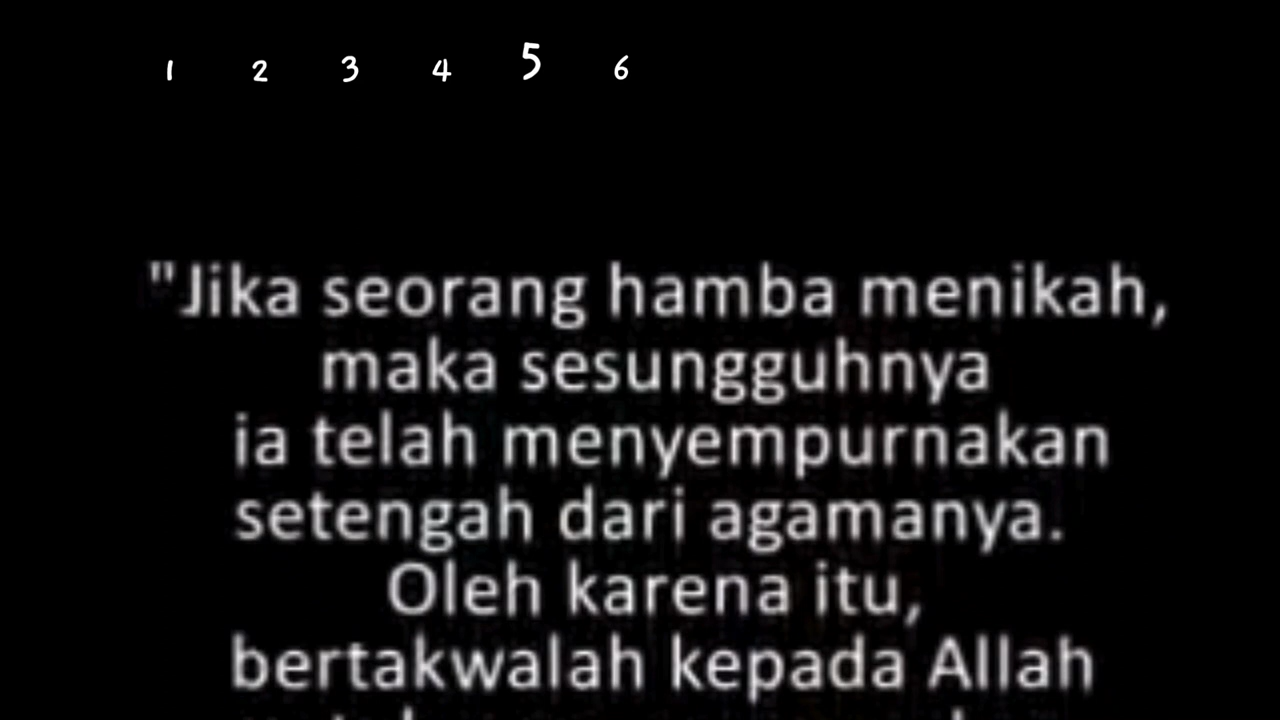 1 2 3 4 5 6
"Jika seorang hamba menikah,
maka sesungguhnya
ia telah menyempurnakan
setengah dari agamanya.
Oleh karena itu,
bertakwalah kepada Allah